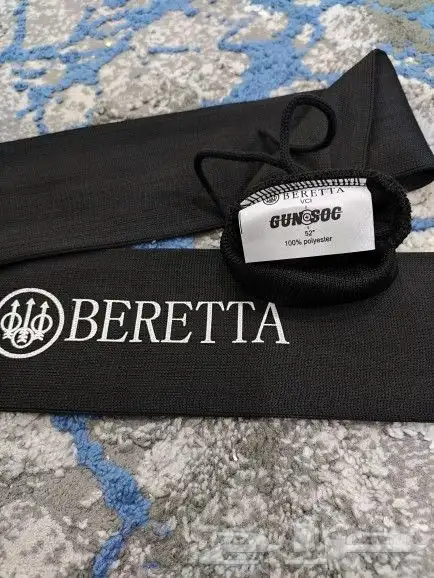 BERETTA
VCI
GUN SOC
52"
100% polyester
BERETTA